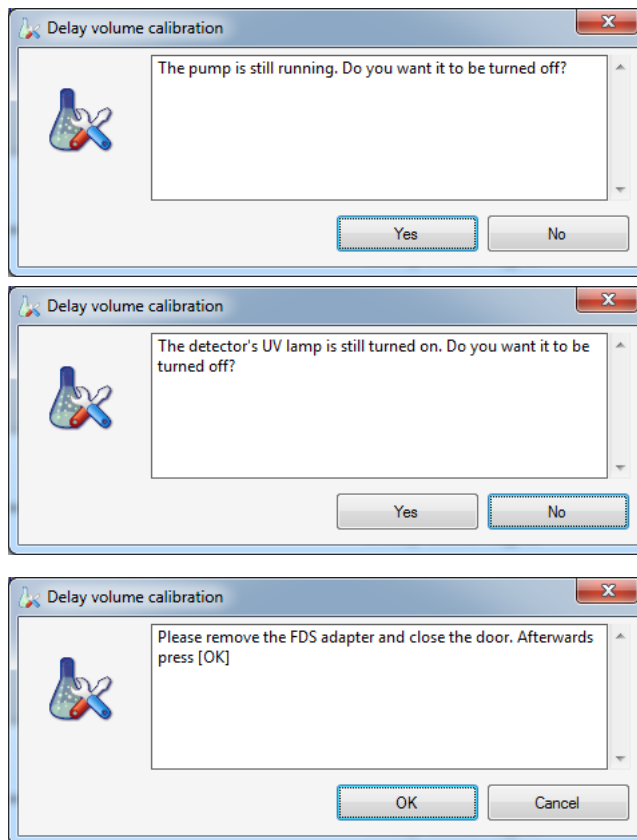 Delay volume calibration
The pump is still running. Do you want it to be turned off?
Yes No
Delay volume calibration
The detector's UV lamp is still turned on. Do you want it to be
turned off?
Yes No
Delay volume calibration
Please remove the FDS adapter and close the door. Afterwards
press [OK]
OK Cancel